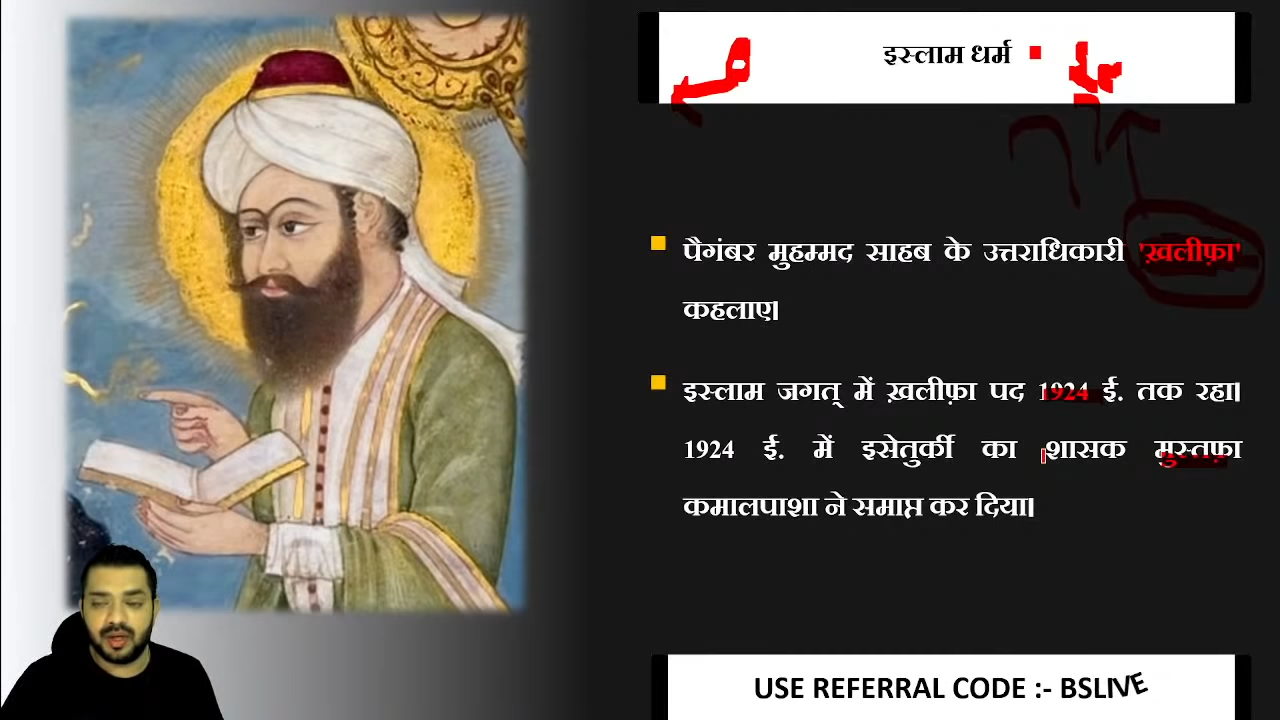 इस्लाम धर्म
पैगंबर मुहम्मद साहब के उत्तराधिकारी 'ख़लीफ़ा'
कहलाए।
इस्लाम जगत् में ख़लीफ़ा पद 1924 ई. तक रहा।
1924 ई. में इसेतुर्की का शासक मुस्तफ़ा
कमालपाशा ने समाप्त कर दिया।
USE REFERRAL CODE :- BSLIVE